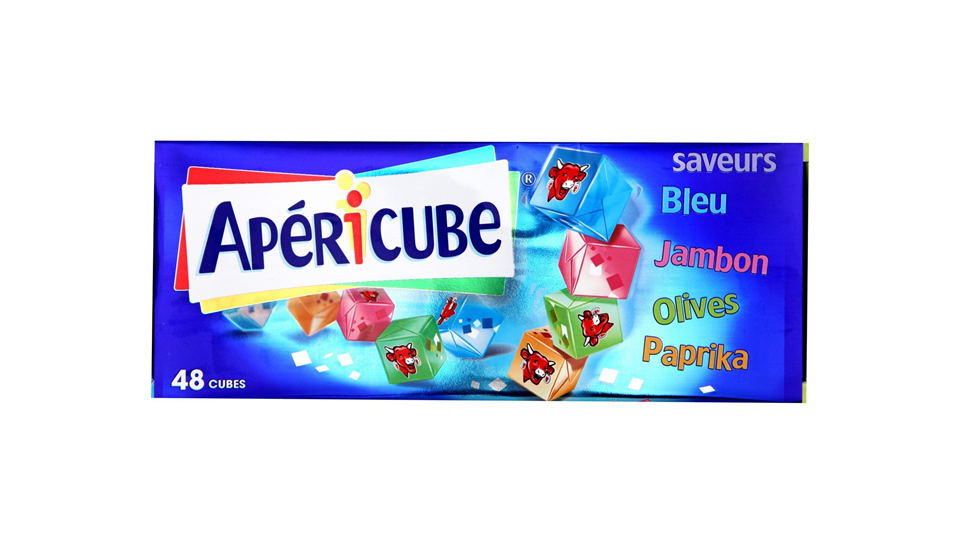 APÉRiCUBE
®
saveurs
Bleu
Jambon
Olives
Paprika
48 CUBES